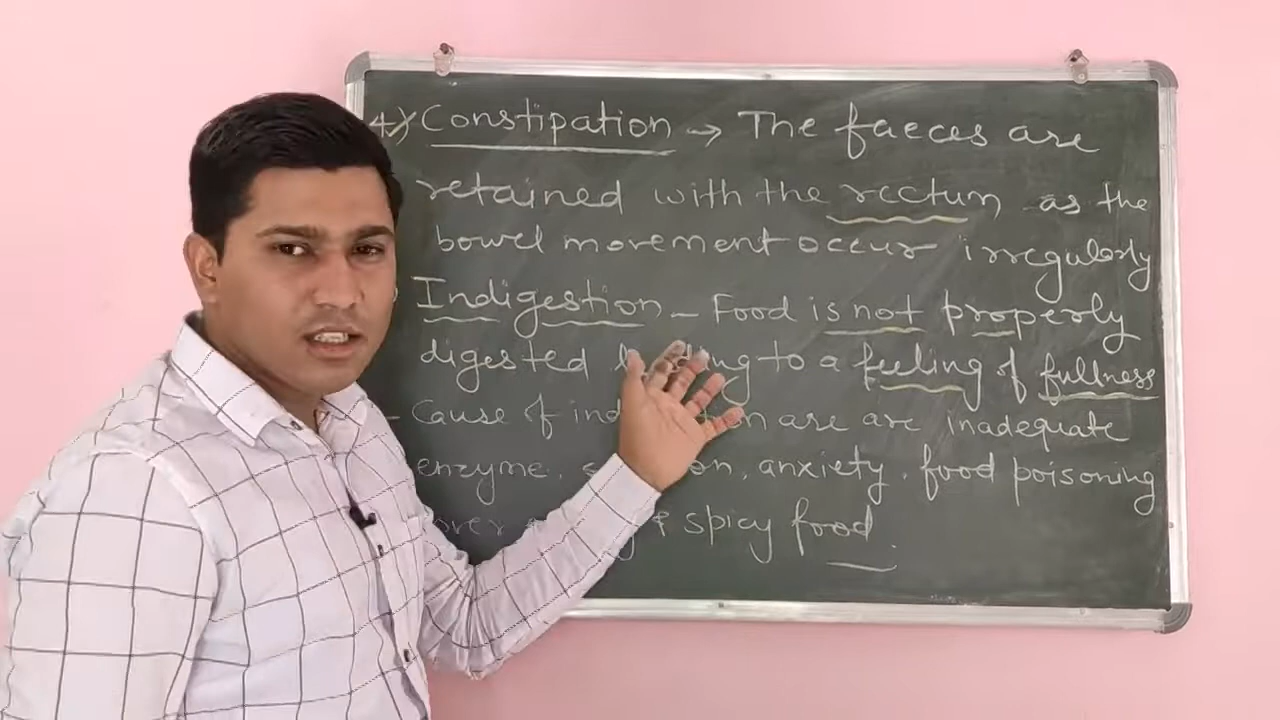 4) Constipation → The faeces are
retained with the rectum as the
bowel movement occur irregularly
Indigestion - Food is not properly
digested to a feeling of fullness
- Cause of are are inadequate
enzyme, anxiety, food poisoning
over & spicy food.